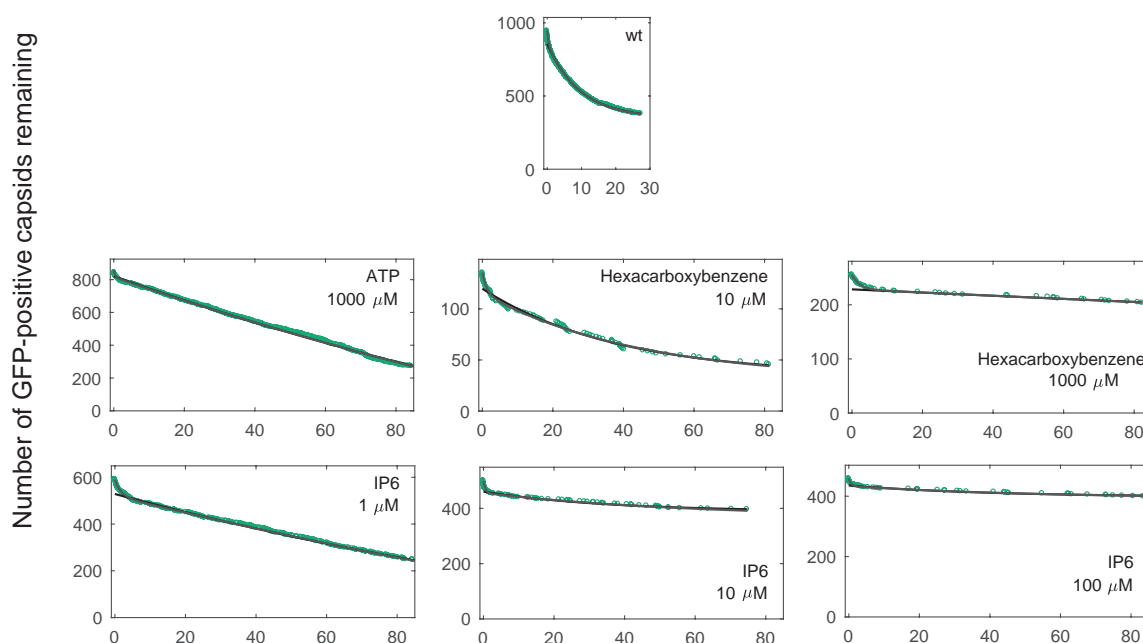 Number of GFP-positive capsids remaining
1000
500
0
wt
0 10 20 30
800
600
400
200
0
ATP
1000 μM
0 20 40 60 80
100
50
0
Hexacarboxybenzene
10 μM
0 20 40 60 80
200
200
0
Hexacarboxybenzene
1000 μM
0 20 40 60 80
600
400
200
0
IP6
1 μM
0 20 40 60 80
400
200
0
IP6
10 μM
0 20 40 60 80
400
200
0
IP6
100 μM
0 20 40 60 80